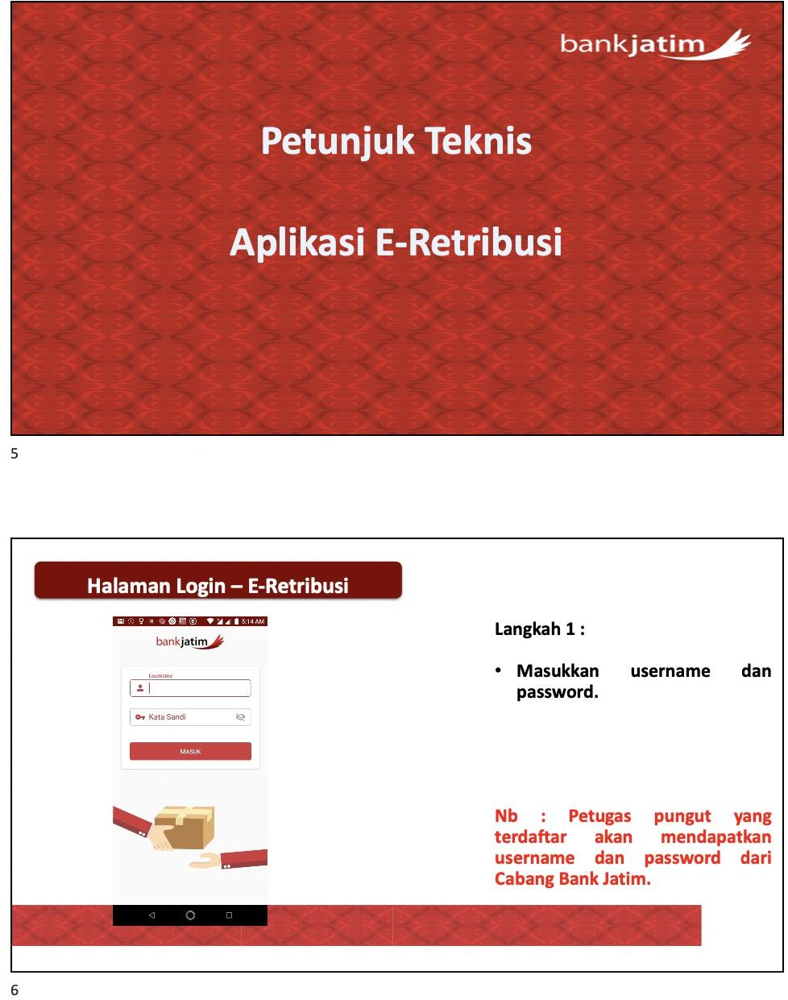 bankjatim
Petunjuk Teknis
Aplikasi E-Retribusi
5
Halaman Login – E-Retribusi
5:14 AM
bankjatim
Username
Kata Sandi
MASUK
Langkah 1 :
• Masukkan username dan
password.
Nb : Petugas pungut yang
terdaftar akan mendapatkan
username dan password dari
Cabang Bank Jatim.
6